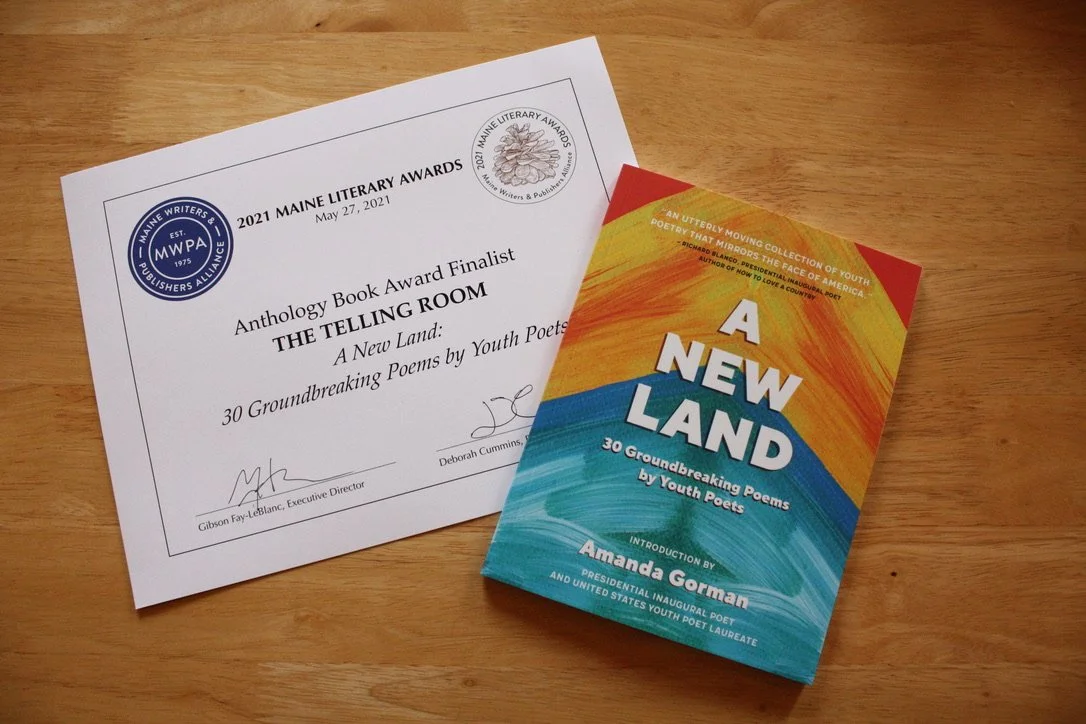 2021 MAINE LITERARY AWARDS
May 27, 2021
MAINE WRITERS &
PUBLISHERS ALLIANCE
EST.
MWPA
1975
2021 MAINE LITERARY AWARDS
Maine Writers & Publishers Alliance
Anthology Book Award Finalist
THE TELLING ROOM
A New Land:
30 Groundbreaking Poems by Youth Poets
Gibson Fay-LeBlanc, Executive Director
Deborah Cummins,
"AN UTTERLY MOVING COLLECTION OF YOUTH
POETRY THAT MIRRORS THE FACE OF AMERICA."
– RICHARD BLANCO, PRESIDENTIAL INAUGURAL POET
AUTHOR OF HOW TO LOVE A COUNTRY
A
NEW
LAND
30 Groundbreaking Poems
by Youth Poets
INTRODUCTION BY
Amanda Gorman
PRESIDENTIAL INAUGURAL POET
AND UNITED STATES YOUTH POET LAUREATE